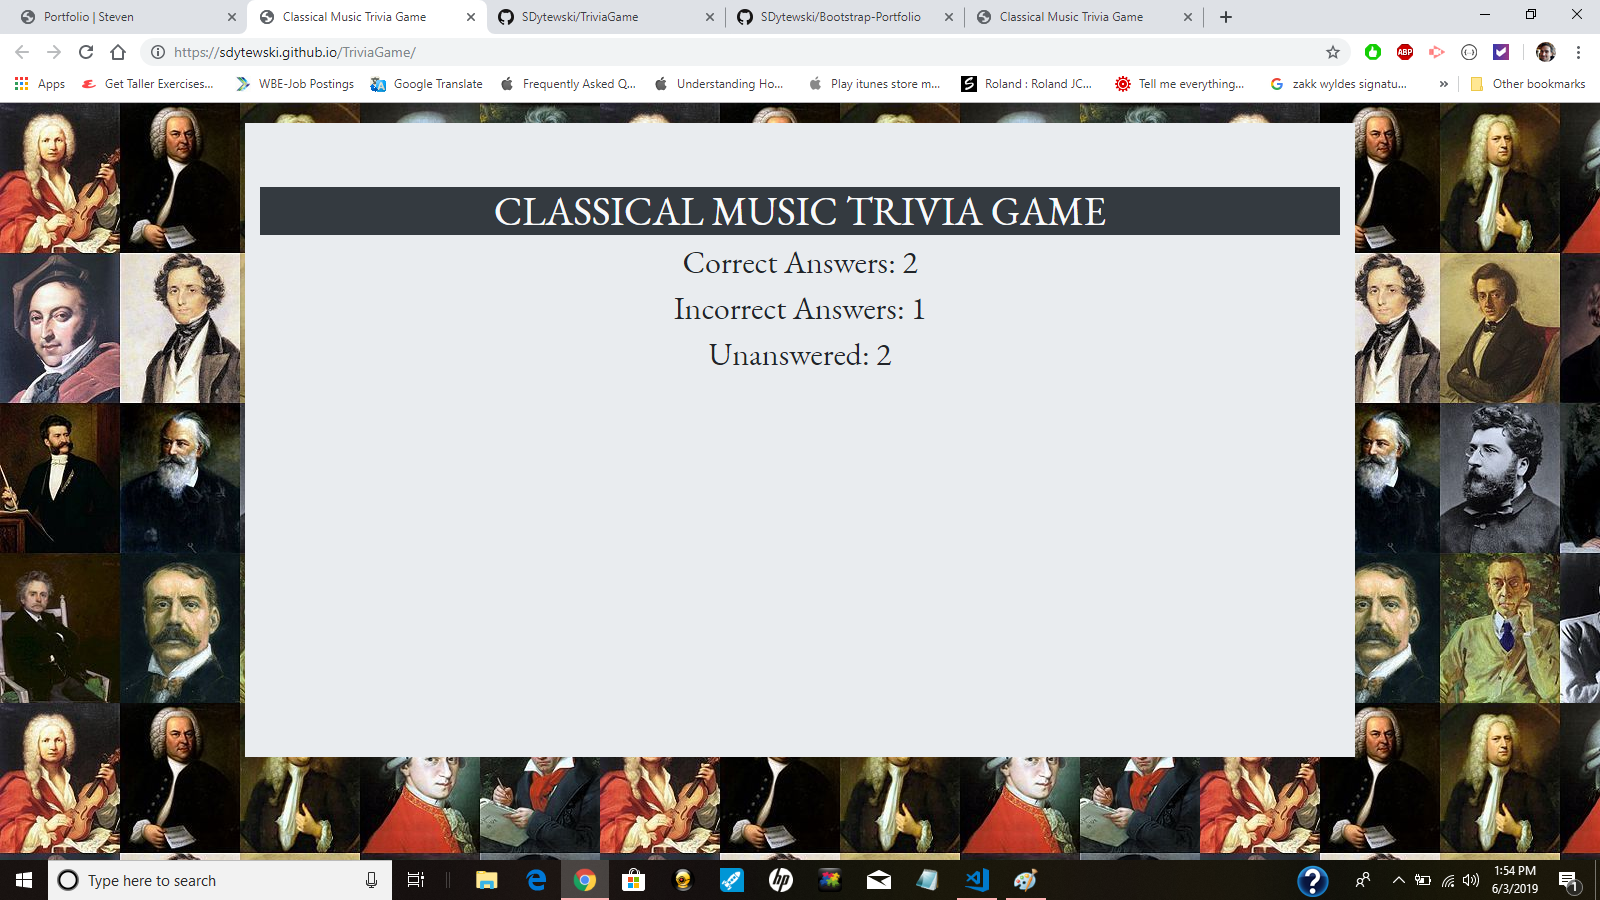 Portfolio | Steven
Classical Music Trivia Game
SDytewski/TriviaGame
SDytewski/Bootstrap-Portfolio
Classical Music Trivia Game
https://sdytewski.github.io/TriviaGame/
ABP
Apps
Get Taller Exercises...
WBE-Job Postings
Google Translate
Frequently Asked Q...
Understanding Ho...
Play itunes store m...
Roland : Roland JC...
Tell me everything...
zakk wyldes signatu...
»
Other bookmarks
CLASSICAL MUSIC TRIVIA GAME
Correct Answers: 2
Incorrect Answers: 1
Unanswered: 2
Type here to search
hp
?
1:54 PM
6/3/2019
1